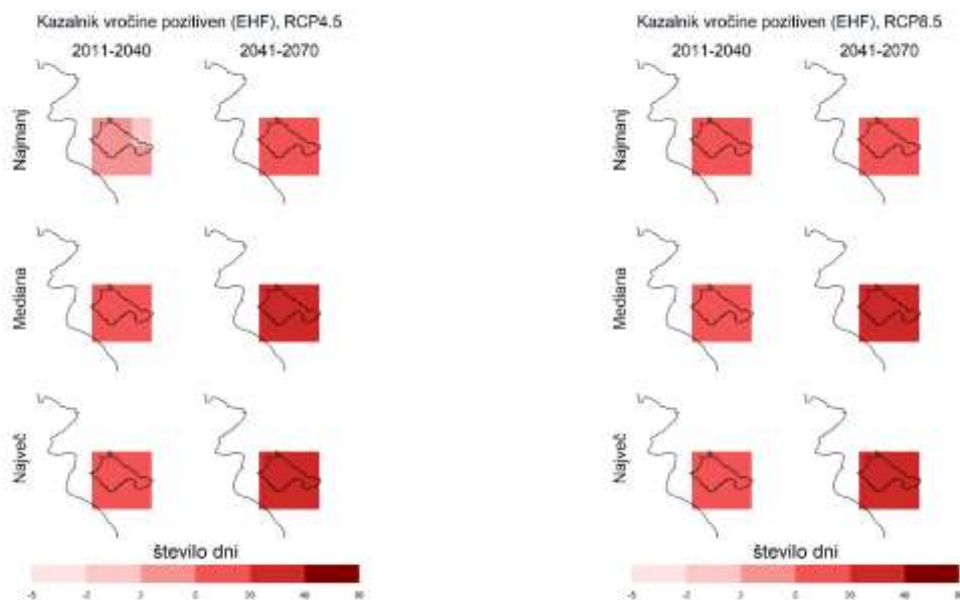 Kazalnik vročine pozitiven (EHF), RCP4.5
2011-2040 2041-2070
Najmanj
Mediana
Največ
število dni
Kazalnik vročine pozitiven (EHF), RCP8.5
2011-2040 2041-2070
Najmanj
Mediana
Največ
število dni